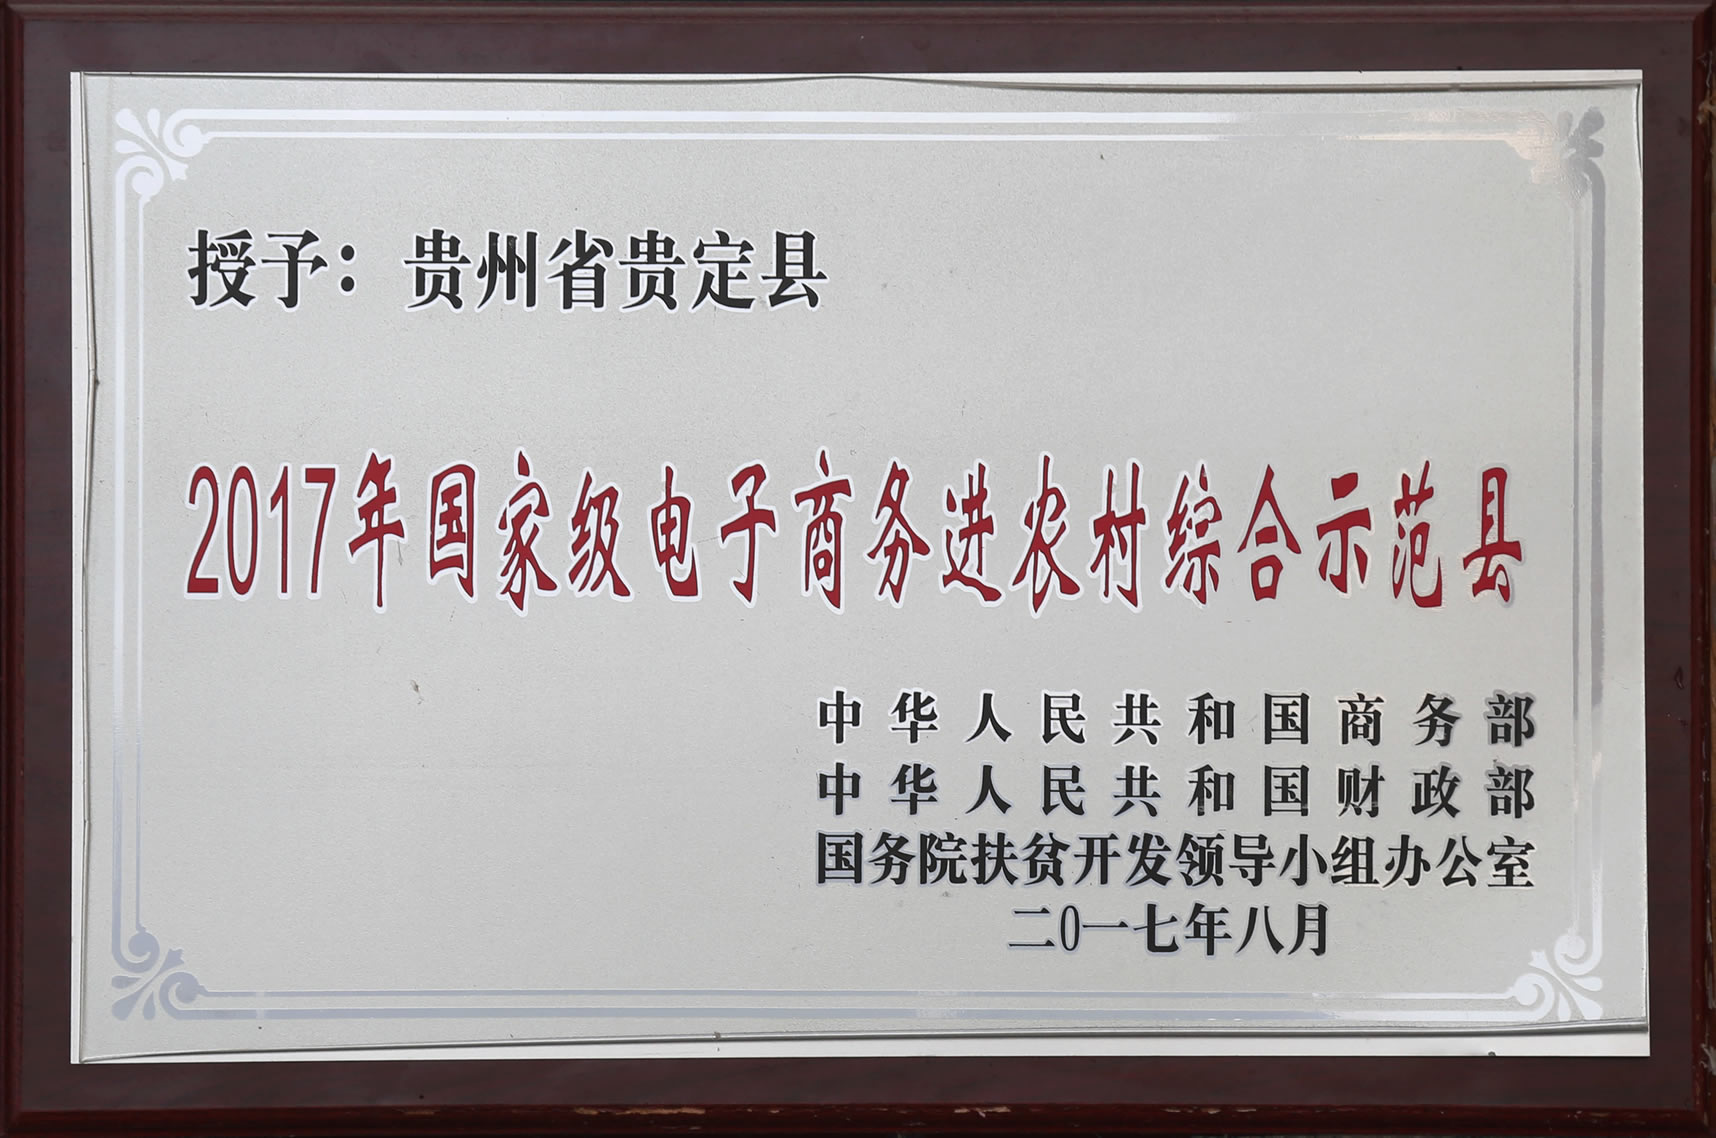 授予：贵州省贵定县
2017年国家级电子商务进农村综合示范县
中华人民共和国商务部
中华人民共和国财政部
国务院扶贫开发领导小组办公室
二0一七年八月